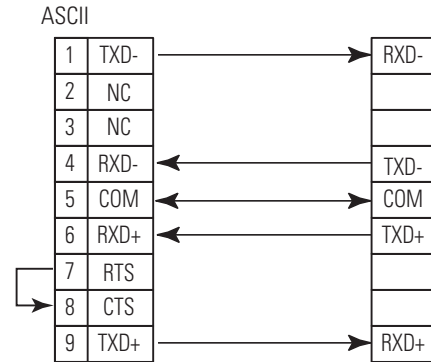 ASCII
1 TXD- RXD-
2 NC
3 NC
4 RXD- TXD-
5 COM COM
6 RXD+ TXD+
7 RTS
8 CTS
9 TXD+ RXD+